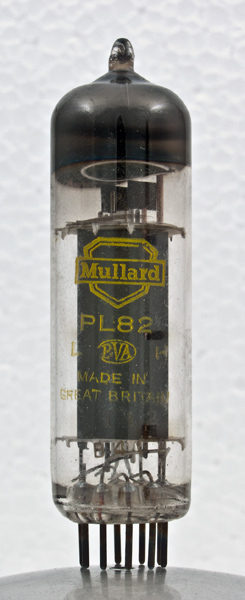 Mullard
PL82
L PVA H
MADE IN
GREAT BRITAIN